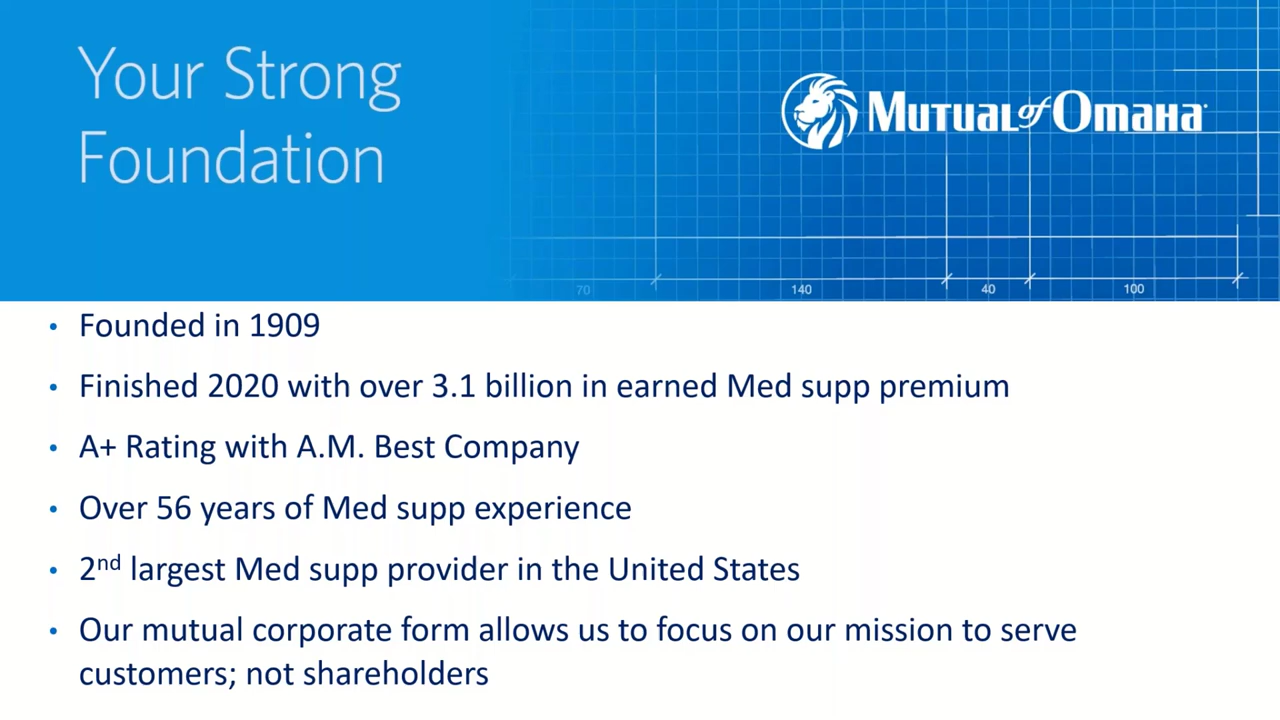 Your Strong
Foundation
Mutual of Omaha
70
140
40
100
• Founded in 1909
• Finished 2020 with over 3.1 billion in earned Med supp premium
• A+ Rating with A.M. Best Company
• Over 56 years of Med supp experience
• 2nd largest Med supp provider in the United States
• Our mutual corporate form allows us to focus on our mission to serve
customers; not shareholders